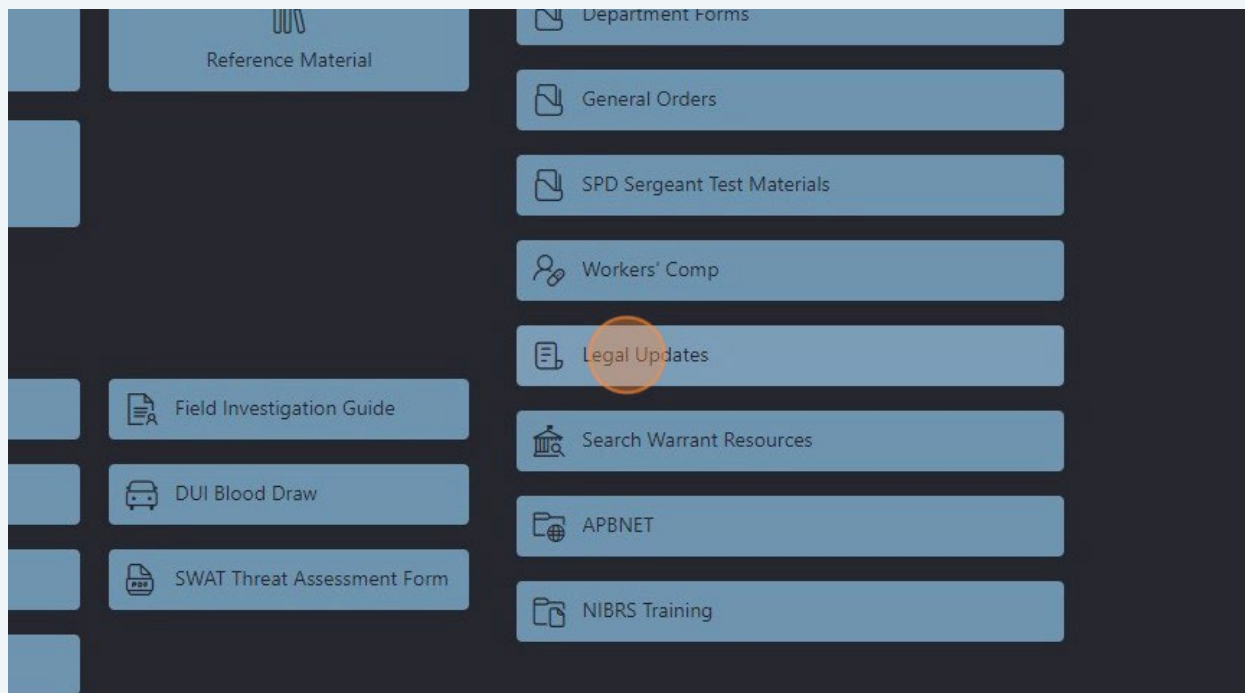 Reference Material
Field Investigation Guide
DUI Blood Draw
SWAT Threat Assessment Form
PDF
Department Forms
General Orders
SPD Sergeant Test Materials
Workers' Comp
Legal Updates
Search Warrant Resources
APBNET
NIBRS Training